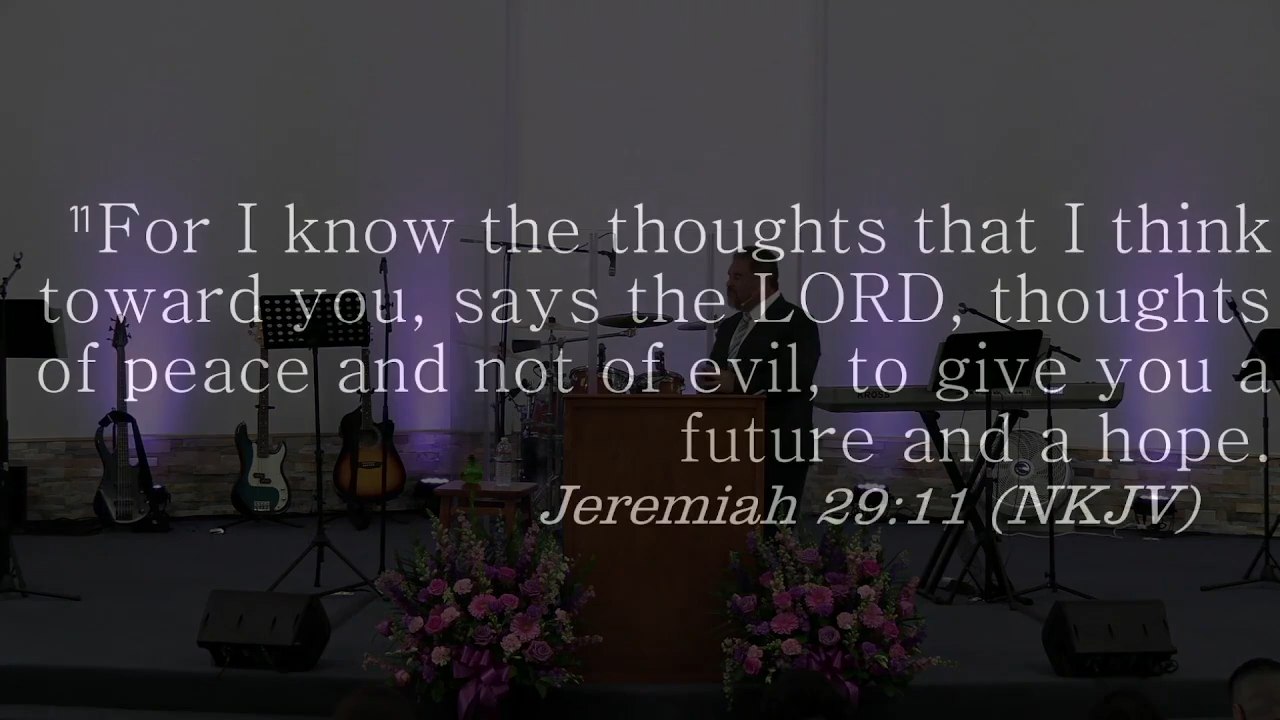 ¹¹For I know the thoughts that I think
toward you, says the LORD, thoughts
of peace and not of evil, to give you a
future and a hope.
Jeremiah 29:11 (NKJV)
KROSS